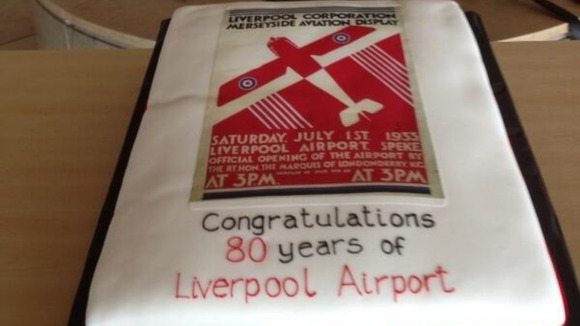 LIVERPOOL CORPORATION
MERSEYSIDE AVIATION DISPLAY
SATURDAY, JULY 1ST 1933
LIVERPOOL AIRPORT SPEKE
OFFICIAL OPENING OF THE AIRPORT BY
THE RT. HON. THE MARQUIS OF LONDONDERRY, KG.
AT 3PM AT 3PM
Congratulations
80 years of
Liverpool Airport